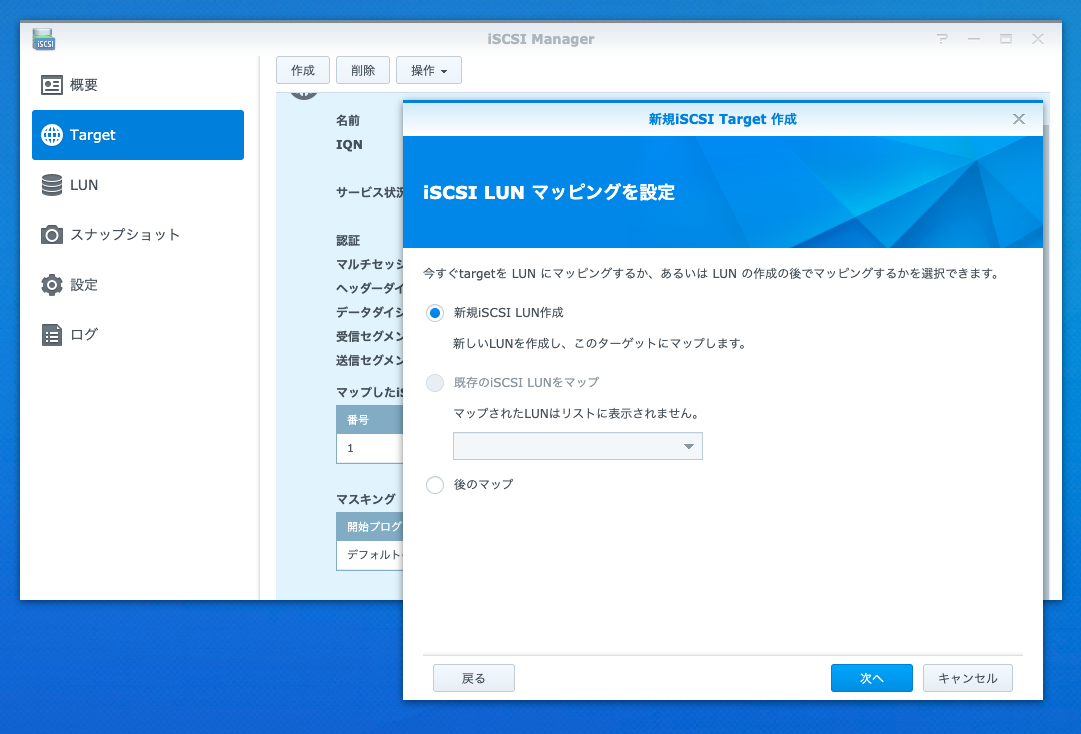 iSCSI
iSCSI Manager
概要
Target
LUN
スナップショット
設定
ログ
作成
削除
操作
名前
IQN
サービス状況
認証
マルチセッシ
ヘッダーダイ
データダイジ
受信セグメン
送信セグメン
マップしたiS
番号
1
マスキング
開始プログ
デフォルト
新規iSCSI Target 作成
iSCSI LUN マッピングを設定
今すぐtargetを LUN にマッピングするか、あるいは LUN の作成の後でマッピングするかを選択できます。
新規iSCSI LUN作成
新しいLUNを作成し、このターゲットにマップします。
既存のiSCSI LUNをマップ
マップされたLUNはリストに表示されません。
後のマップ
戻る
次へ
キャンセル